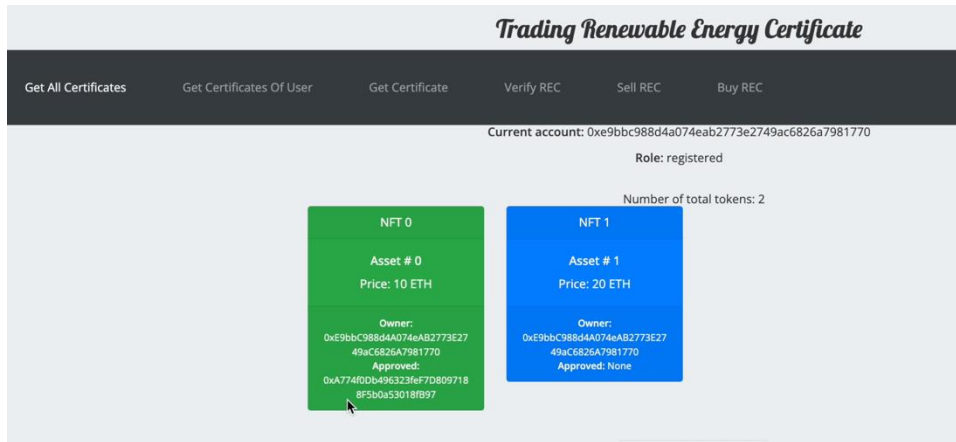 Trading Renewable Energy Certificate
Get All Certificates Get Certificates Of User Get Certificate Verify REC Sell REC Buy REC
Current account: 0xe9bbc988d4a074eab2773e2749ac6826a7981770
Role: registered
Number of total tokens: 2
NFT 0
Asset # 0
Price: 10 ETH
Owner:
0xE9bbC988d4A074eAB2773E27
49aC6826A7981770
Approved:
0xA774f0Db496323feF7D809718
8F5b0a53018fB97
NFT 1
Asset # 1
Price: 20 ETH
Owner:
0xE9bbC988d4A074eAB2773E27
49aC6826A7981770
Approved: None